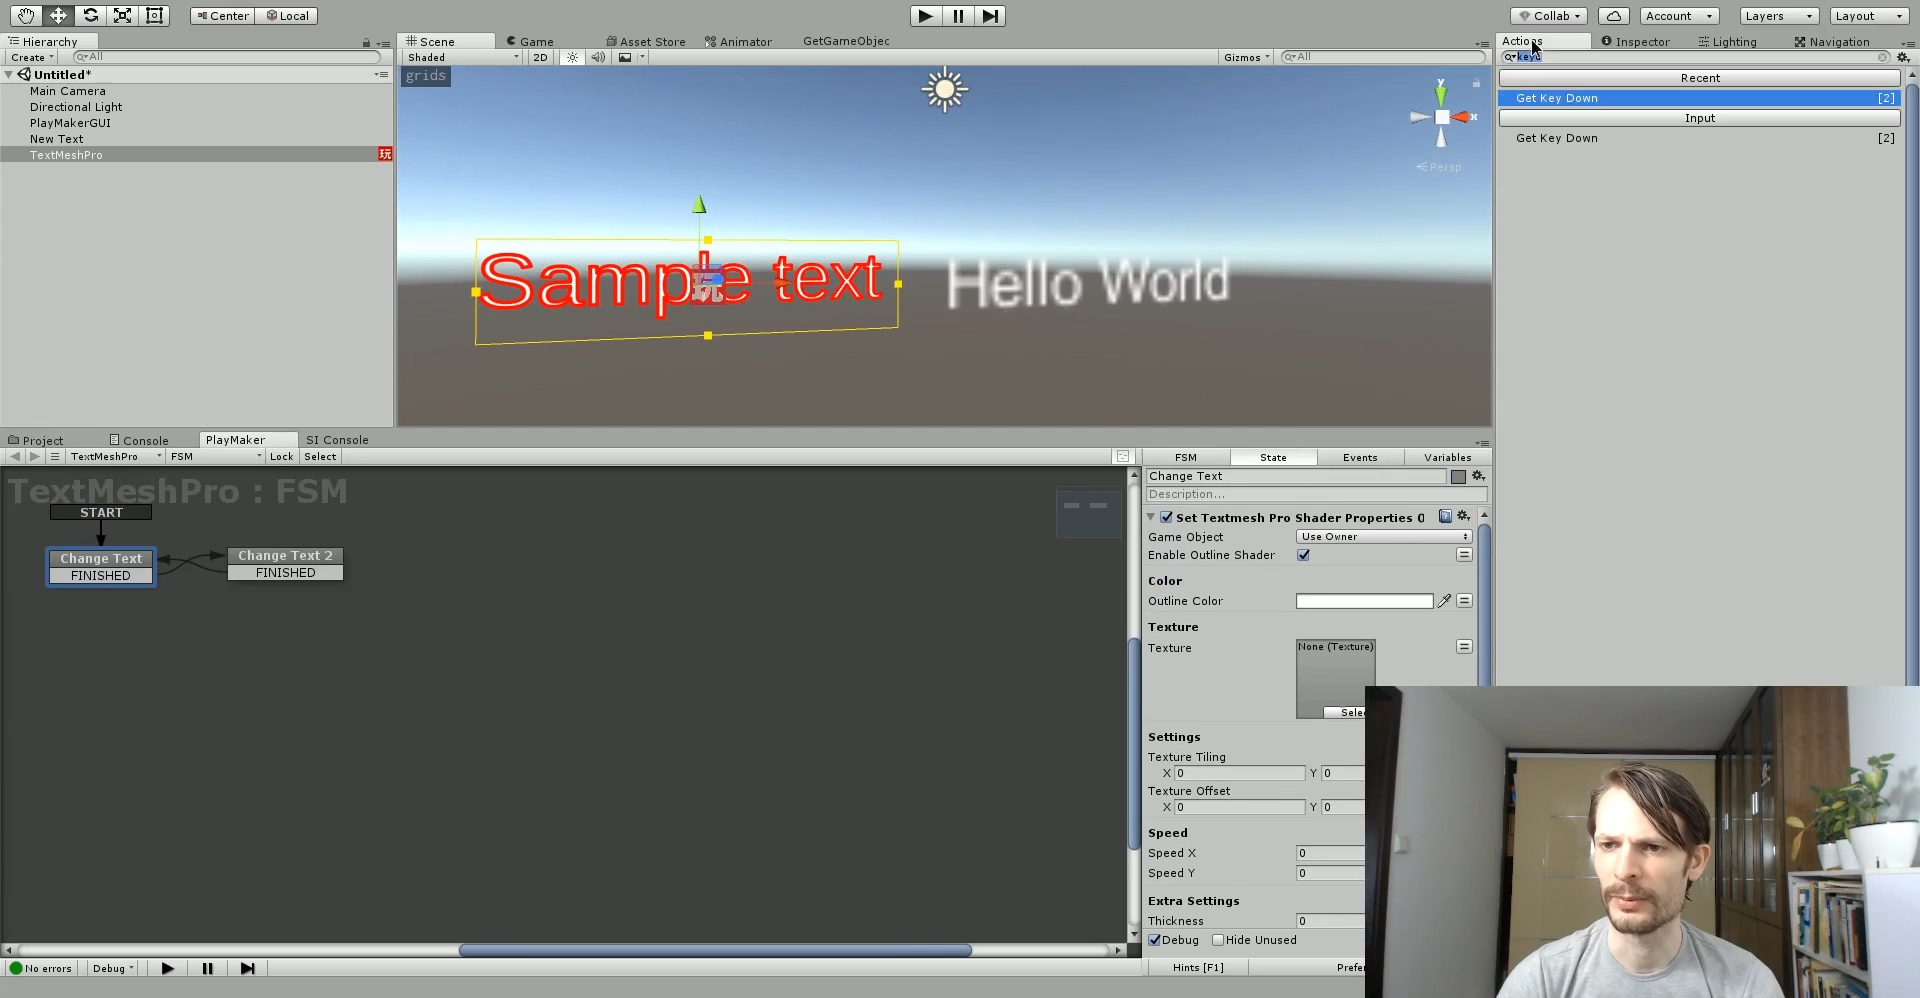 Center
Local
Collab
Account
Layers
Layout
Hierarchy
Create
All
Untitled*
Main Camera
Directional Light
PlayMakerGUI
New Text
TextMeshPro
玩
Scene
Game
Asset Store
Animator
GetGameObjec
Shaded
2D
Gizmos
All
grids
y
x
Persp
Sample text
玩
Hello World
Actions
Inspector
Lighting
Navigation
Recent
Get Key Down [2]
Input
Get Key Down [2]
Project
Console
PlayMaker
SI Console
TextMeshPro
FSM
Lock
Select
TextMeshPro : FSM
START
Change Text
FINISHED
Change Text 2
FINISHED
FSM
State
Events
Variables
Change Text
Description...
Set Textmesh Pro Shader Properties O
Game Object
Use Owner
Enable Outline Shader
Color
Outline Color
Texture
Texture
None (Texture)
Selec
Settings
Texture Tiling
X 0 Y 0
Texture Offset
X 0 Y 0
Speed
Speed X 0
Speed Y 0
Extra Settings
Thickness 0
Debug
Hide Unused
No errors
Debug
Hints [F1]
Prefer